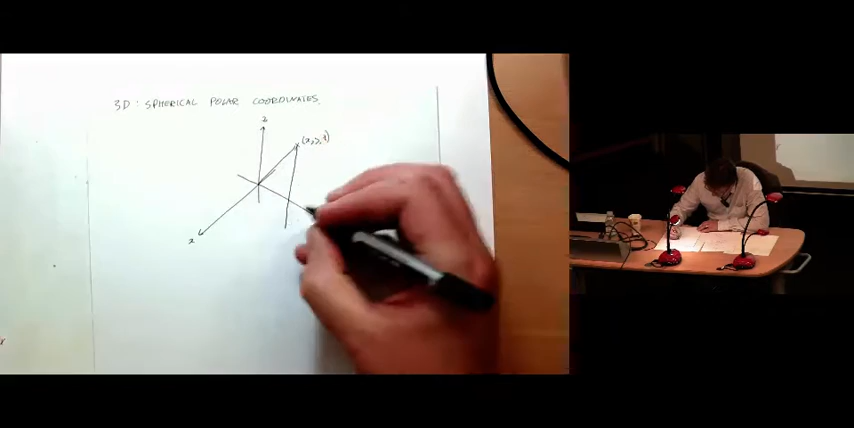 3D : SPHERICAL POLAR COORDINATES.
z
(x,y,z)
x